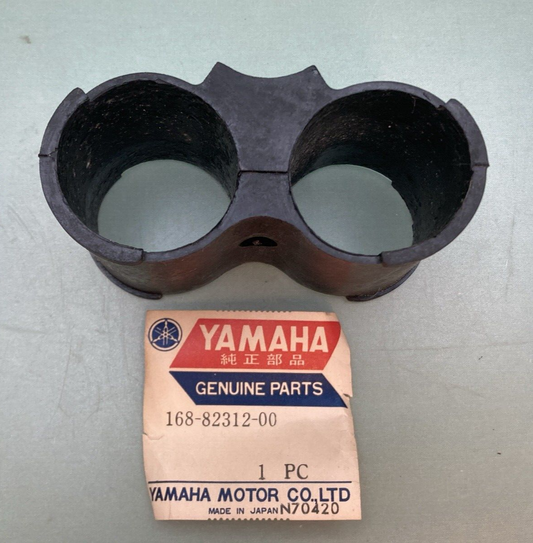 YAMAHA
純正部品
GENUINE PARTS
168-82312-00
1 PC
YAMAHA MOTOR CO.,LTD
MADE IN JAPAN N70420